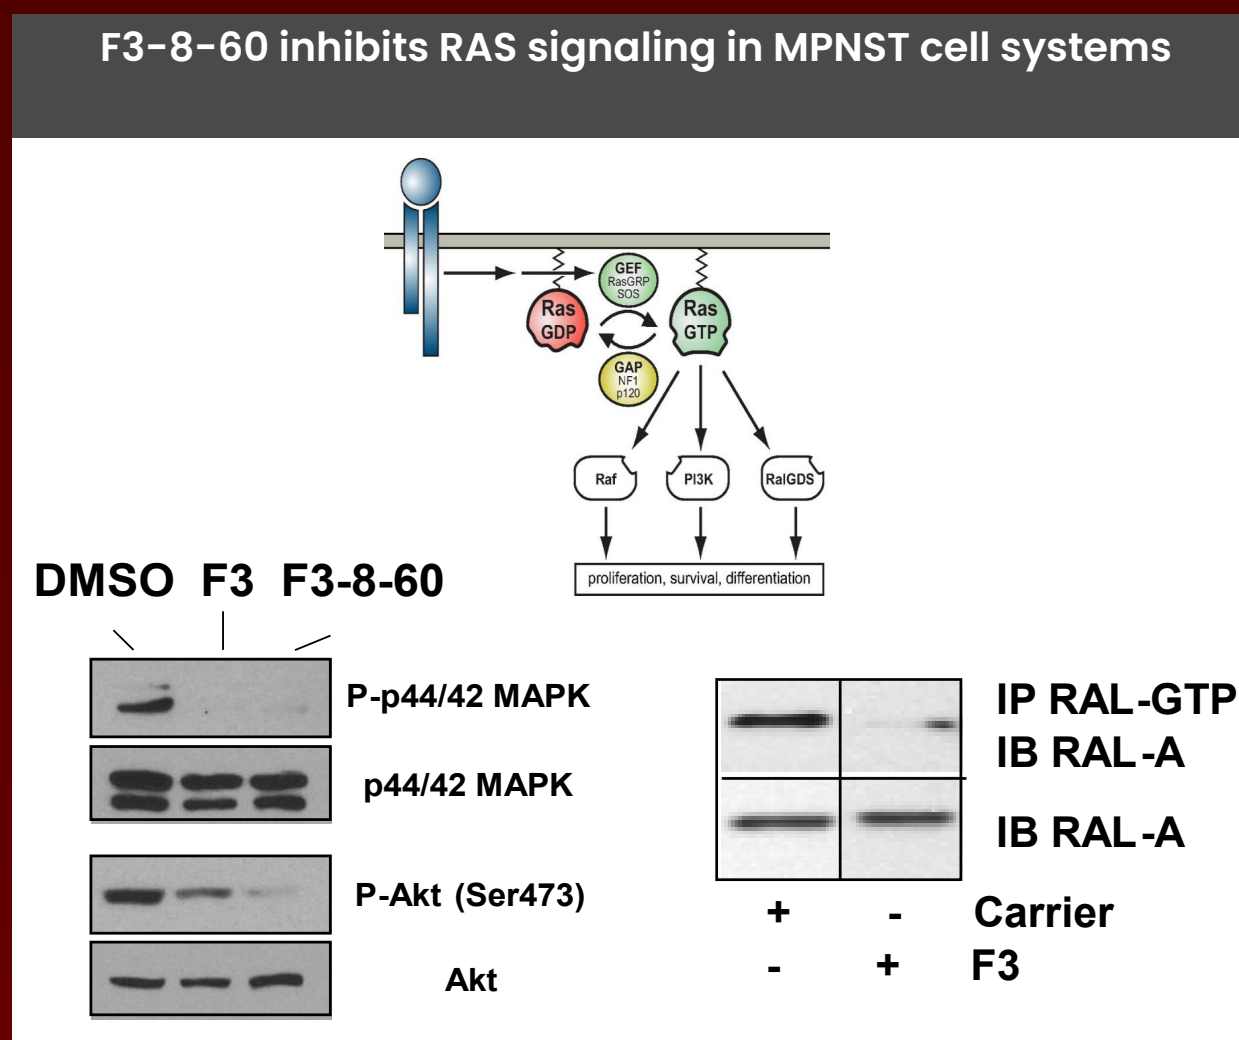 F3-8-60 inhibits RAS signaling in MPNST cell systems
GEF
RasGRP
SOS
Ras
GDP
Ras
GTP
GAP
NF1
p120
Raf
PI3K
RalGDS
proliferation, survival, differentiation
DMSO F3 F3-8-60
P-p44/42 MAPK
p44/42 MAPK
P-Akt (Ser473)
Akt
IP RAL-GTP
IB RAL-A
IB RAL-A
+ - Carrier
- + F3